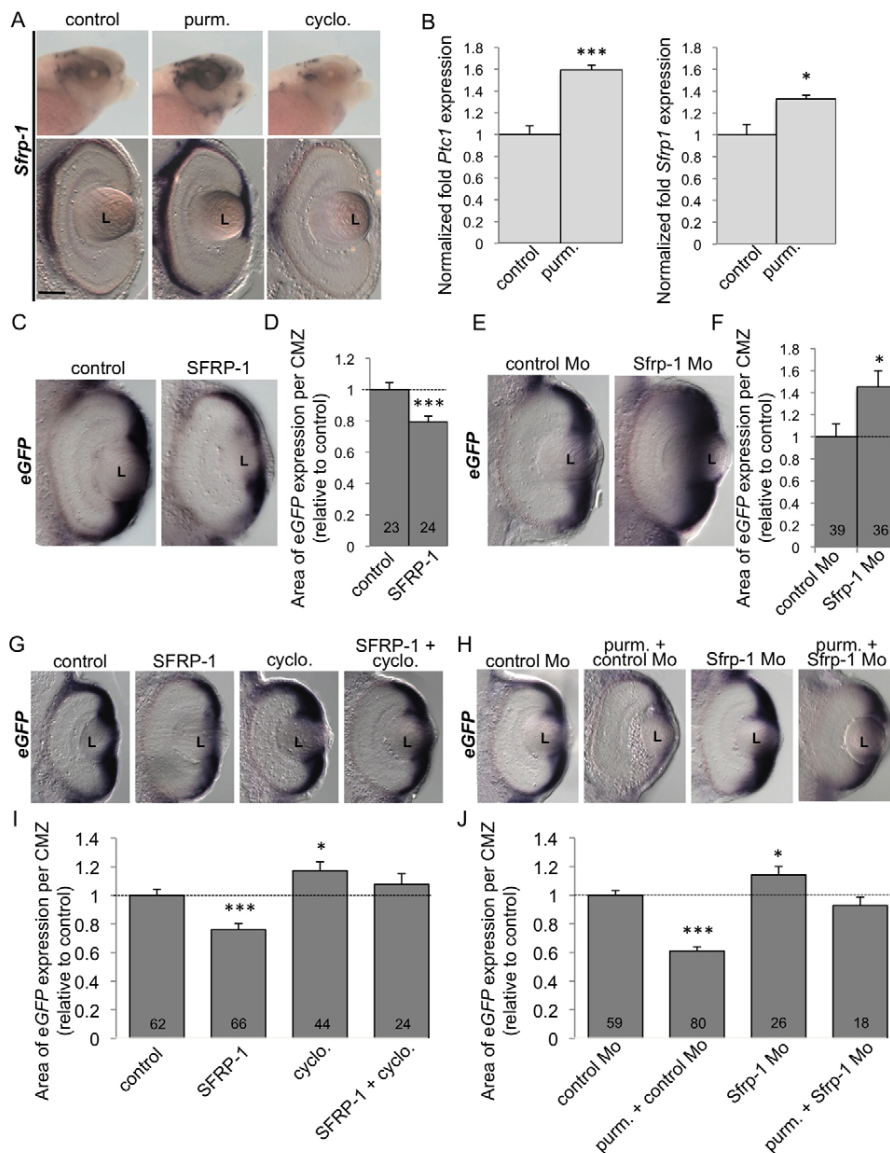 A
control
purm.
cyclo.
Sfrp-1
L
L
L
B
Normalized fold Ptc1 expression
1.8
1.6
1.4
1.2
1
0.8
0.6
0.4
0.2
0
***
control
purm.
Normalized fold Sfrp1 expression
1.8
1.6
1.4
1.2
1
0.8
0.6
0.4
0.2
0
*
control
purm.
C
control
SFRP-1
eGFP
L
L
D
Area of eGFP expression per CMZ
(relative to control)
1.2
1
0.8
0.6
0.4
0.2
0
***
23
24
control
SFRP-1
E
control Mo
Sfrp-1 Mo
eGFP
L
L
F
Area of eGFP expression per CMZ
(relative to control)
1.8
1.6
1.4
1.2
1
0.8
0.6
0.4
0.2
0
*
39
36
control Mo
Sfrp-1 Mo
G
control
SFRP-1
cyclo.
SFRP-1 +
cyclo.
eGFP
L
L
L
L
H
control Mo
purm. +
control Mo
Sfrp-1 Mo
purm. +
Sfrp-1 Mo
eGFP
L
L
L
L
I
Area of eGFP expression per CMZ
(relative to control)
1.4
1.2
1
0.8
0.6
0.4
0.2
0
***
*
62
66
44
24
control
SFRP-1
cyclo.
SFRP-1 + cyclo.
J
Area of eGFP expression per CMZ
(relative to control)
1.4
1.2
1
0.8
0.6
0.4
0.2
0
***
*
59
80
26
18
control Mo
purm. + control Mo
Sfrp-1 Mo
purm. + Sfrp-1 Mo